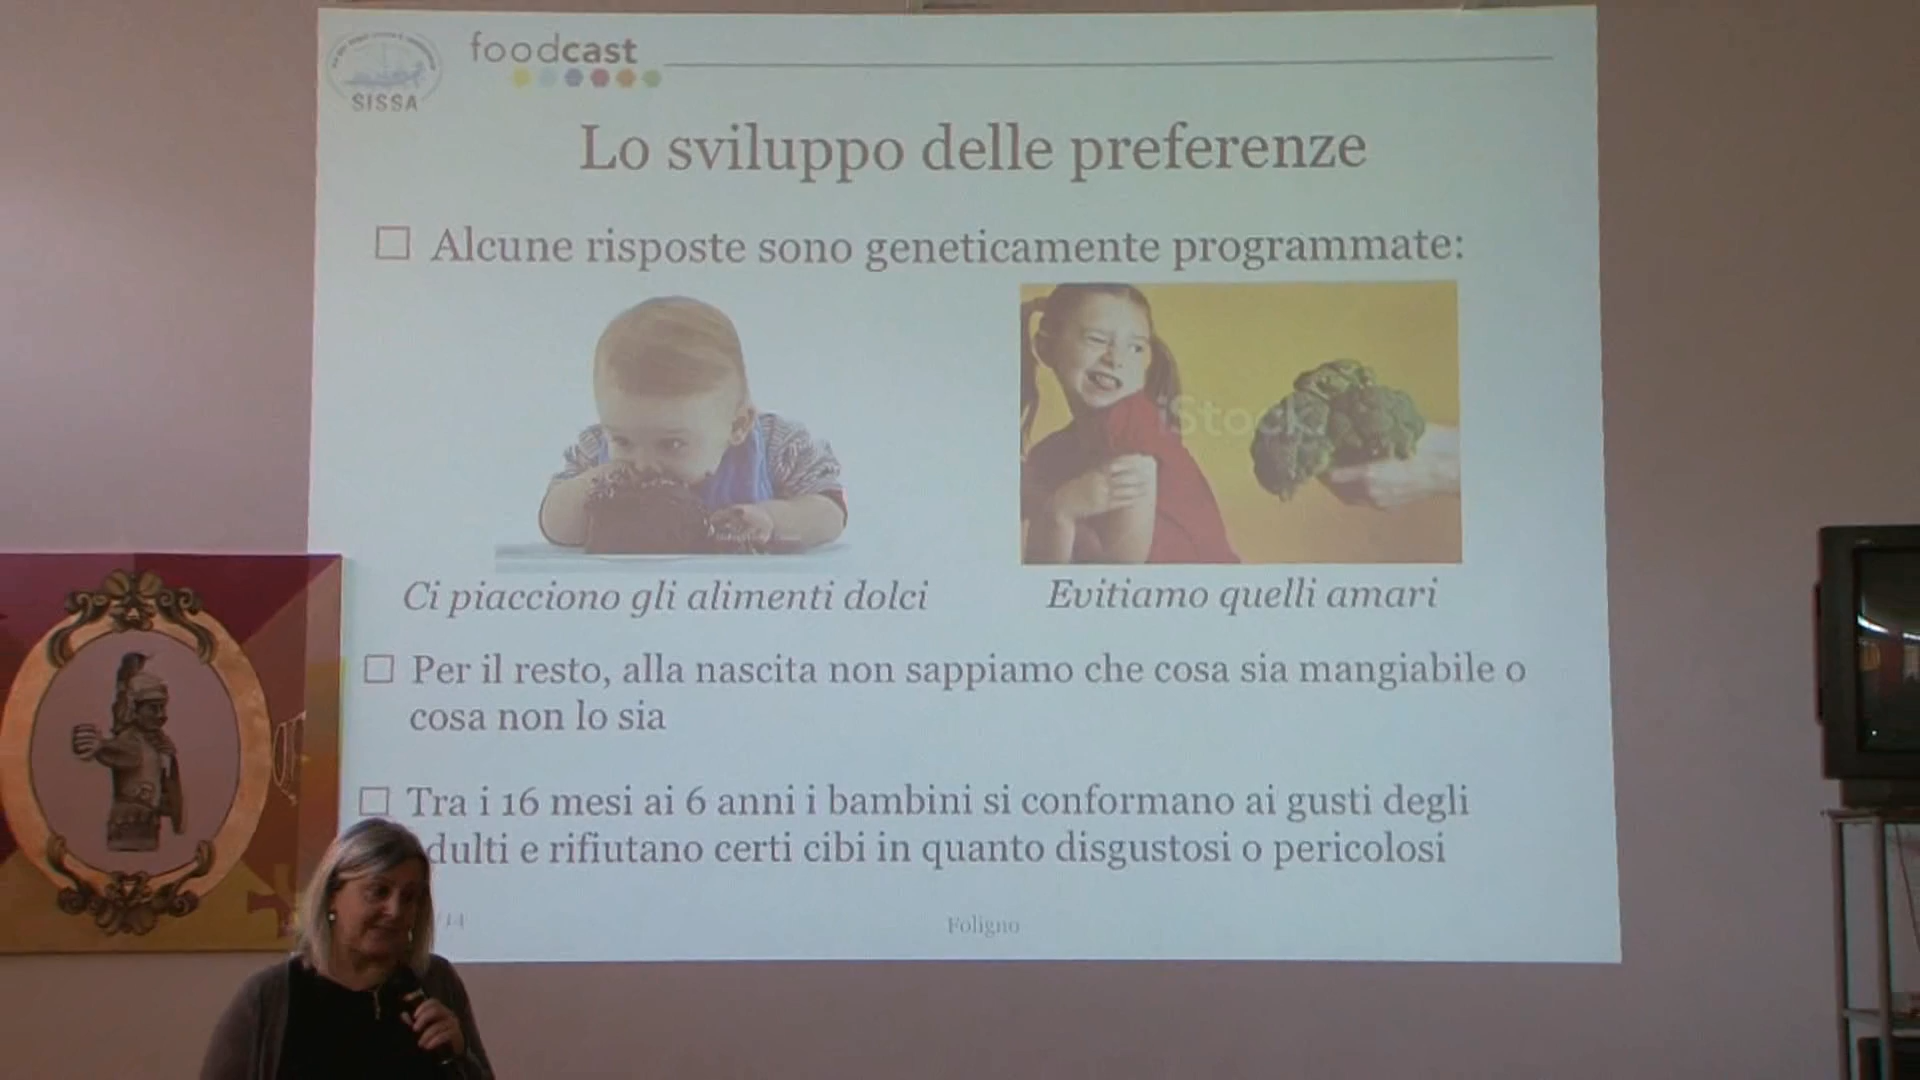 foodcast
SISSA
Lo sviluppo delle preferenze
Alcune risposte sono geneticamente programmate:
iStock
Ci piacciono gli alimenti dolci
Evitiamo quelli amari
Per il resto, alla nascita non sappiamo che cosa sia mangiabile o
cosa non lo sia
Tra i 16 mesi ai 6 anni i bambini si conformano ai gusti degli
dulti e rifiutano certi cibi in quanto disgustosi o pericolosi
/14
Foligno